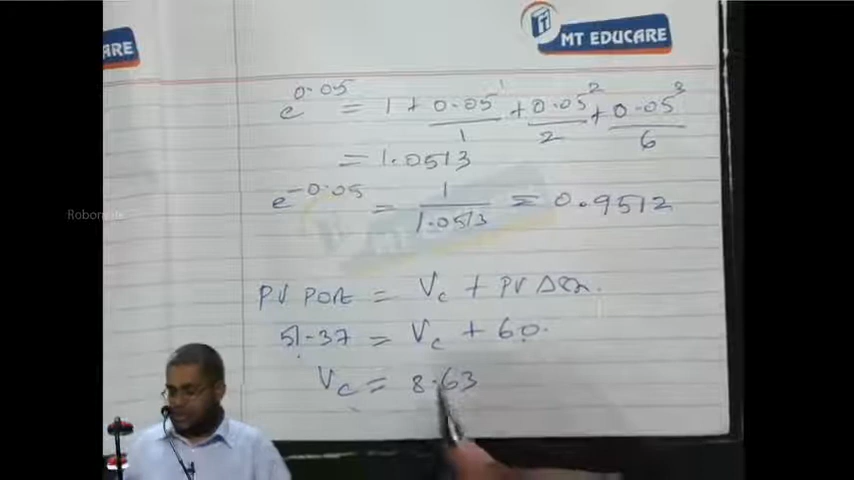 ARE
MT EDUCARE
e^0.05 = 1 + 0.05^1/1 + 0.05^2/2 + 0.05^3/6
= 1.0513
e^-0.05 = 1/1.0513 = 0.9512
PV Port = Vc + PV Δsn.
51.37 = Vc + 60.
Vc = 8.63